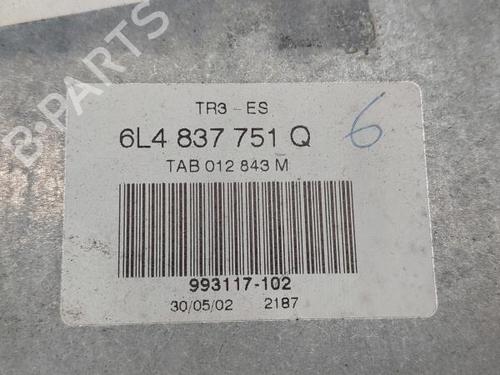 TR3 - ES
6L4 837 751 Q 6
TAB 012 843 M
993117-102
30/05/02 2187
B-PARTS